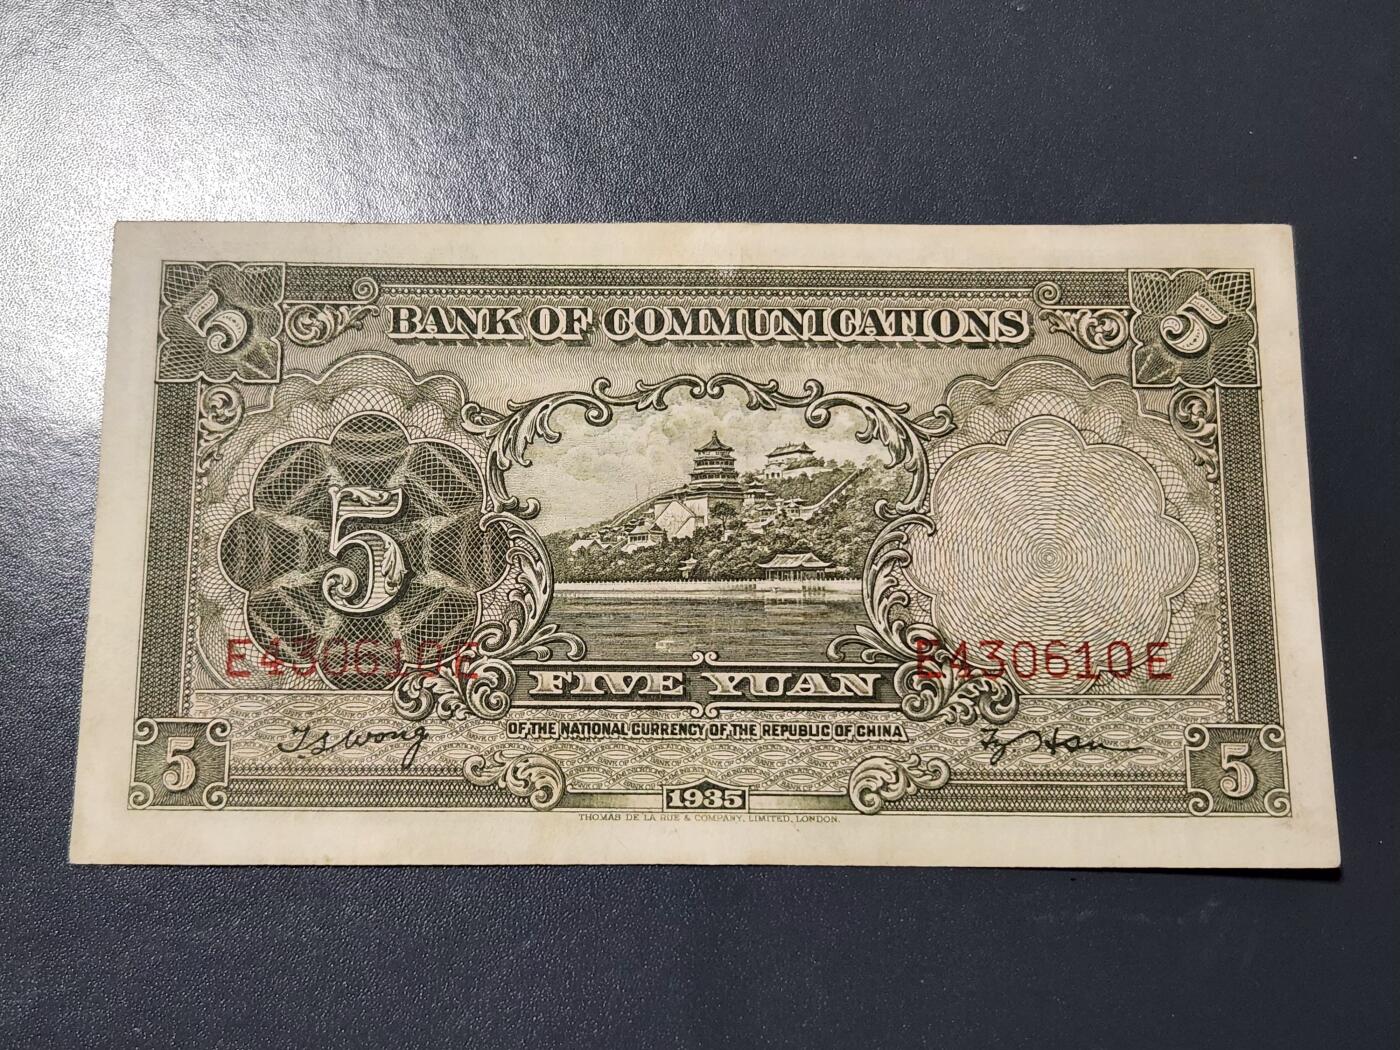 5 5
BANK OF COMMUNICATIONS
5
E430610E E430610E
FIVE YUAN
T S Wong
OF THE NATIONAL CURRENCY OF THE REPUBLIC OF CHINA
5 5
1935
THOMAS DE LA RUE & COMPANY, LIMITED, LONDON.